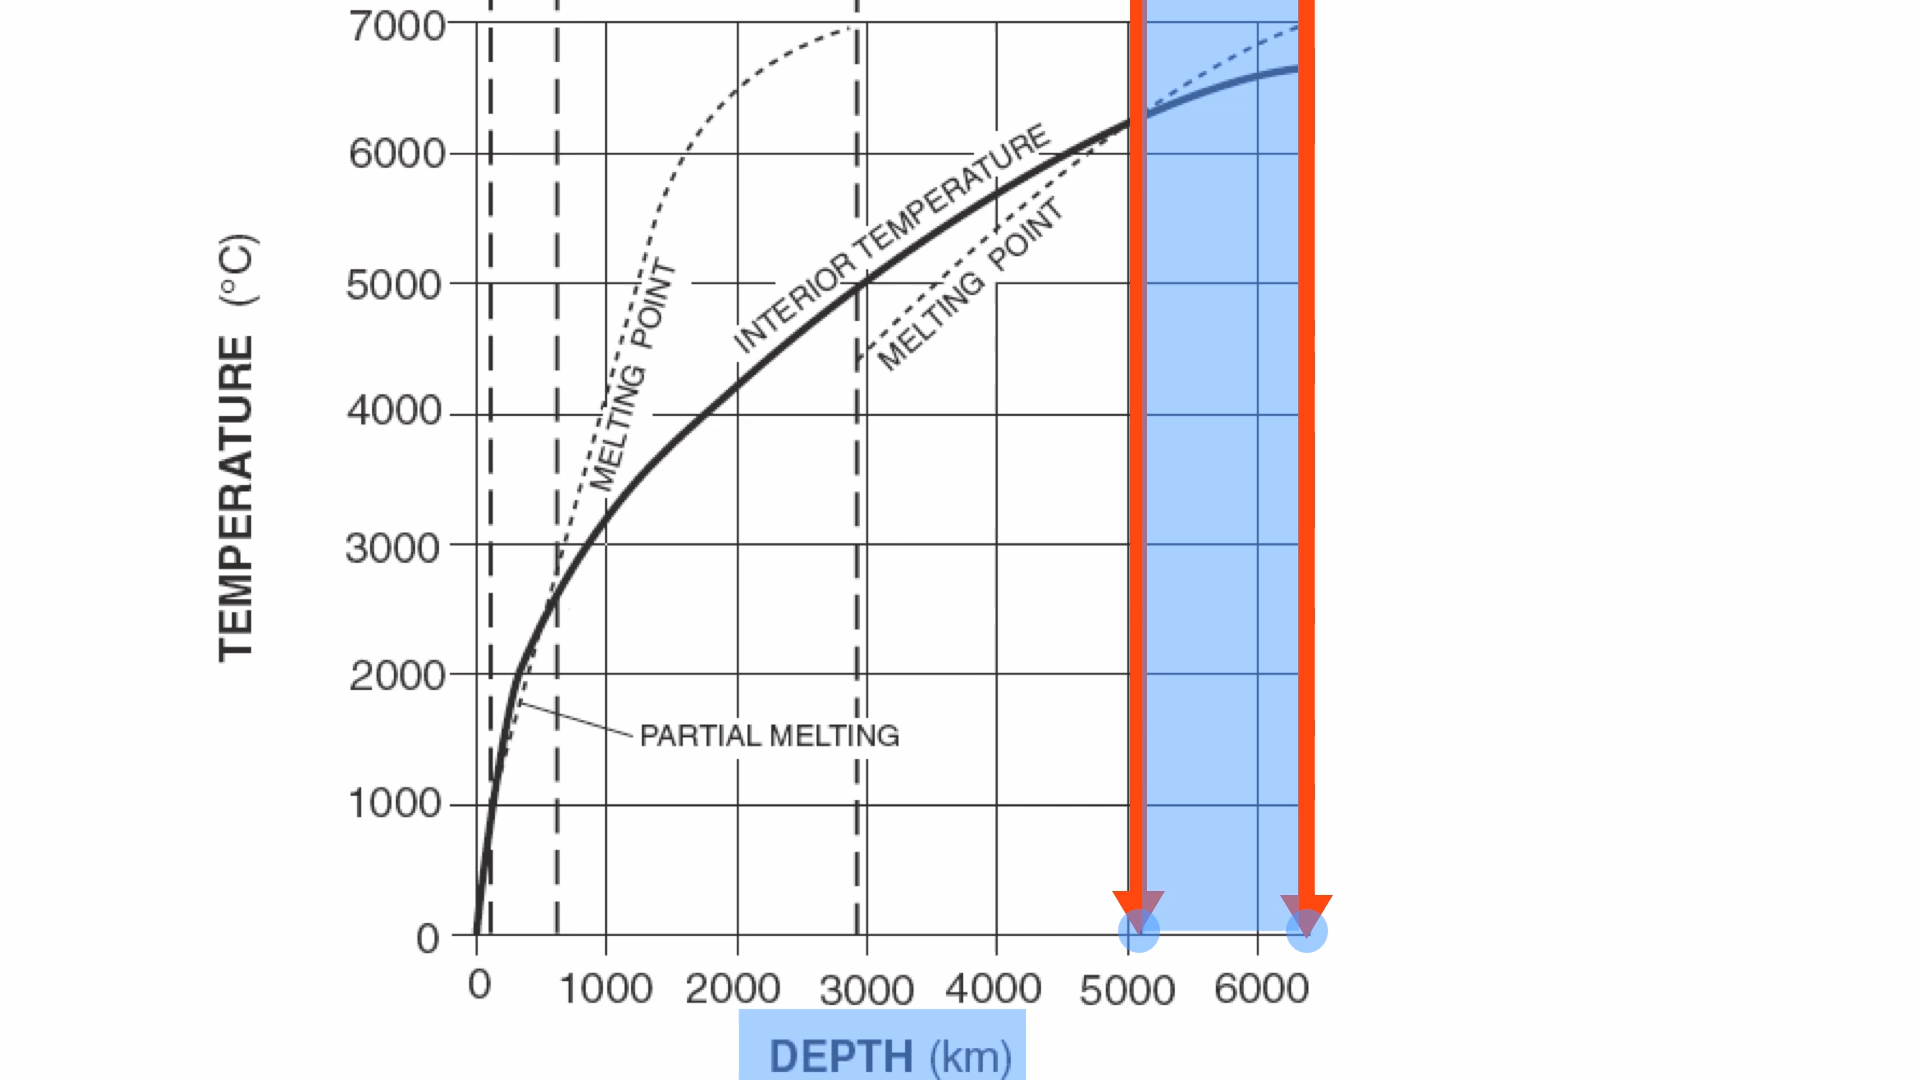 7000
6000
5000
4000
3000
2000
1000
0
TEMPERATURE (°C)
MELTING POINT
INTERIOR TEMPERATURE
MELTING POINT
PARTIAL MELTING
0 1000 2000 3000 4000 5000 6000
DEPTH (km)